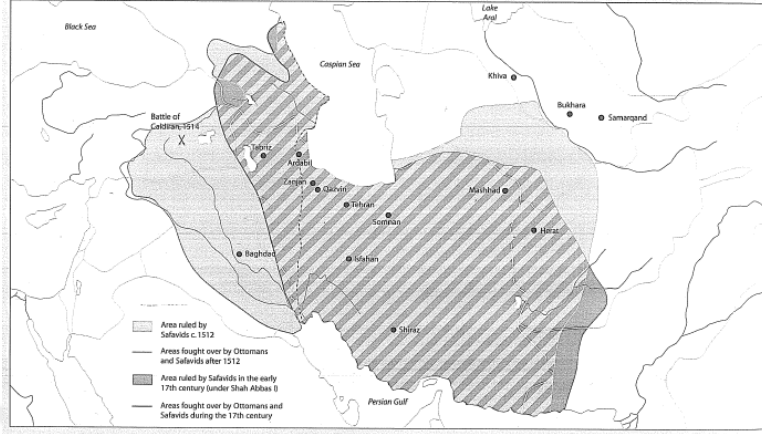 Black Sea
Lake
Aral
Caspian Sea
Khiva
Bukhara
Samarqand
Battle of
Caldiran, 1514
Tabriz
Ardabil
Zanjan
Qazvin
Tehran
Somnan
Mashhad
Herat
Baghdad
Isfahan
Shiraz
Area ruled by
Safavids c.1512
Areas fought over by Ottomans
and Safavids after 1512
Area ruled by Safavids in the early
17th century (under Shah Abbas I)
Areas fought over by Ottomans and
Safavids during the 17th century
Persian Gulf